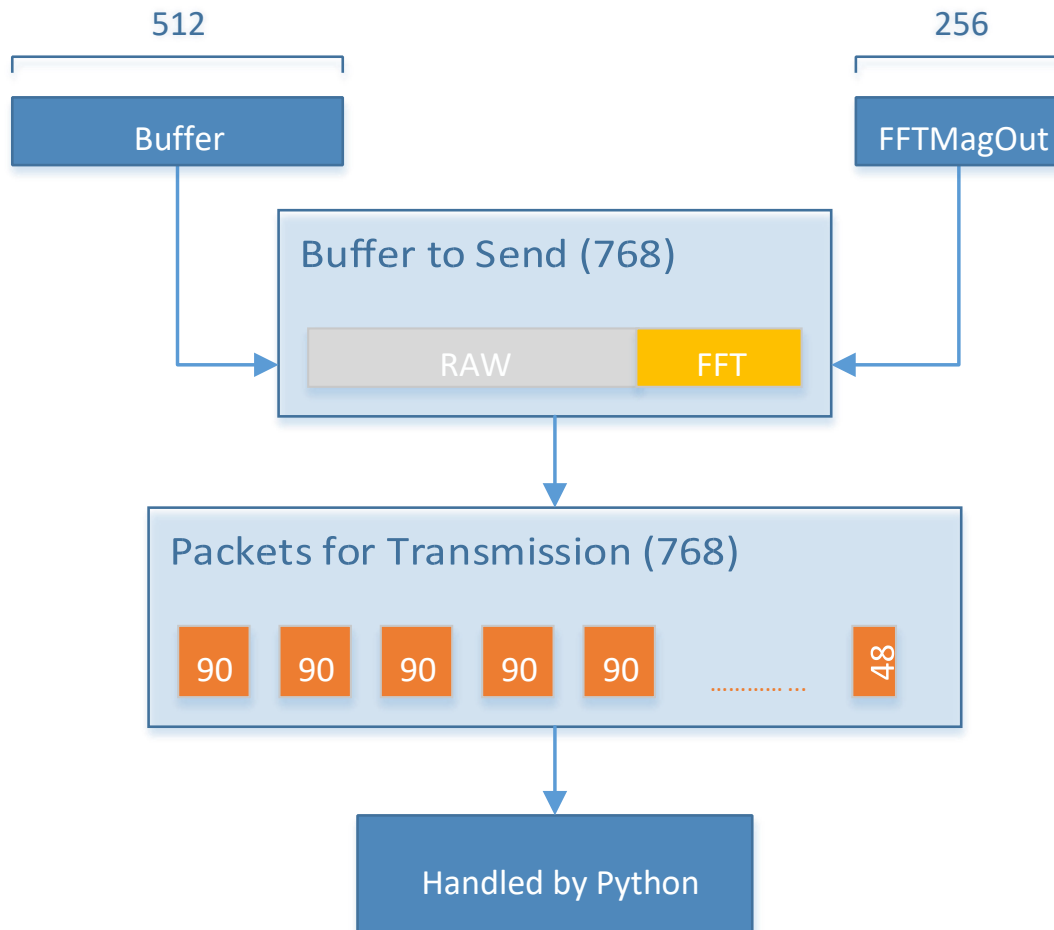 512
256
Buffer
FFTMagOut
Buffer to Send (768)
RAW
FFT
Packets for Transmission (768)
90
90
90
90
90
............ ...
48
Handled by Python